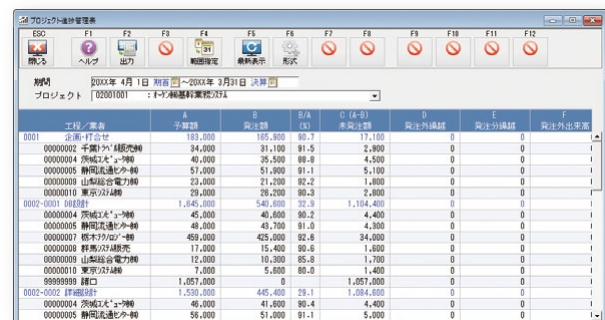 プロジェクト進捗管理表
ESC F1 F2 F3 F4 F5 F6 F7 F8 F9 F10 F11 F12
閉じる ヘルプ 出力 範囲指定 最新表示 形式
期間 20XX年 4月 1日 期首 ~20XX年 3月31日 決算
プロジェクト 02001001 : オーケン㈱基幹業務システム
A B B/A C (A-B) D E F
工程/業者 予算額 発注額 (%) 未発注額 発注外繰越 発注分繰越 発注外出来高
0001 企画・打合せ 183,000 165,900 90.7 17,100 0 0
00000002 千葉トラベル販売㈱ 34,000 31,100 91.5 2,900 0 0
00000004 茨城コンピュータ㈱ 40,000 35,500 88.8 4,500 0 0
00000005 静岡流通センター㈱ 57,000 51,900 91.1 5,100 0 0
00000009 山梨総合電力㈱ 23,000 21,200 92.2 1,800 0 0
00000010 東京システム㈱ 29,000 26,200 90.3 2,800 0 0
0002-0001 DB設計 1,645,000 540,600 32.9 1,104,400 0 0
00000004 茨城コンピュータ㈱ 45,000 40,600 90.2 4,400 0 0
00000005 静岡流通センター㈱ 48,000 43,700 91.0 4,300 0 0
00000007 栃木テクノロジー㈱ 459,000 425,000 92.6 34,000 0 0
00000008 群馬システム販売 17,000 15,400 90.6 1,600 0 0
00000009 山梨総合電力㈱ 12,000 10,300 85.8 1,700 0 0
00000010 東京システム㈱ 7,000 5,600 80.0 1,400 0 0
99999999 諸口 1,057,000 0 1,057,000 0 0
0002-0002 詳細設計 1,530,000 445,400 29.1 1,084,600 0 0
00000004 茨城コンピュータ㈱ 46,000 41,600 90.4 4,400 0 0
00000005 静岡流通センター㈱ 56,000 51,000 91.1 5,000 0 0